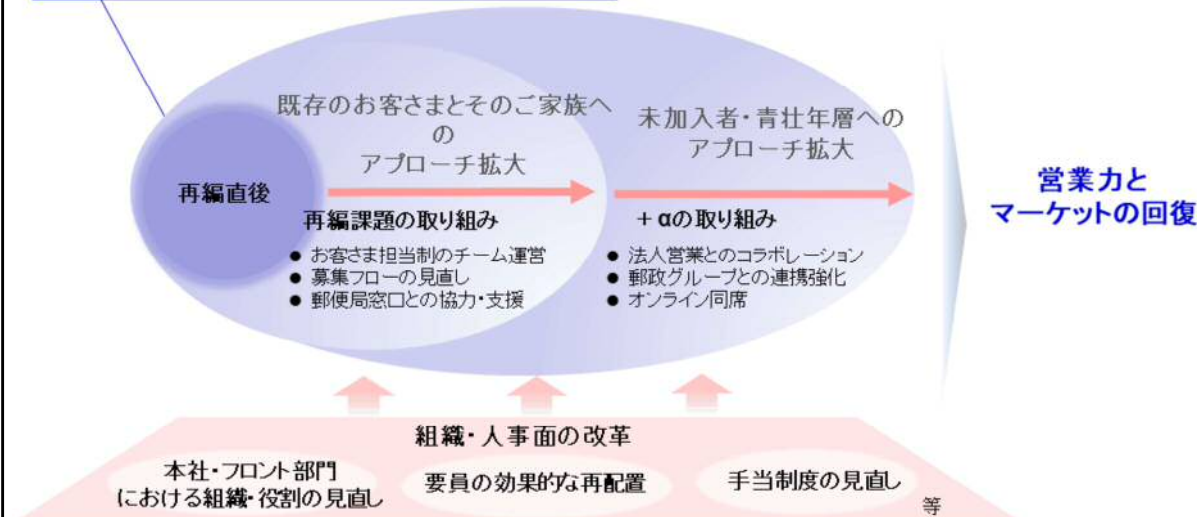 既存のお客さまとそのご家族へ
の
アプローチ拡大
未加入者・青壮年層への
アプローチ拡大
再編直後
再編課題の取り組み
● お客さま担当制のチーム運営
● 募集フローの見直し
● 郵便局窓口との協力・支援
+αの取り組み
● 法人営業とのコラボレーション
● 郵政グループとの連携強化
● オンライン同席
営業力と
マーケットの回復
組織・人事面の改革
本社・フロント部門
における組織・役割の見直し
要員の効果的な再配置
手当制度の見直し
等